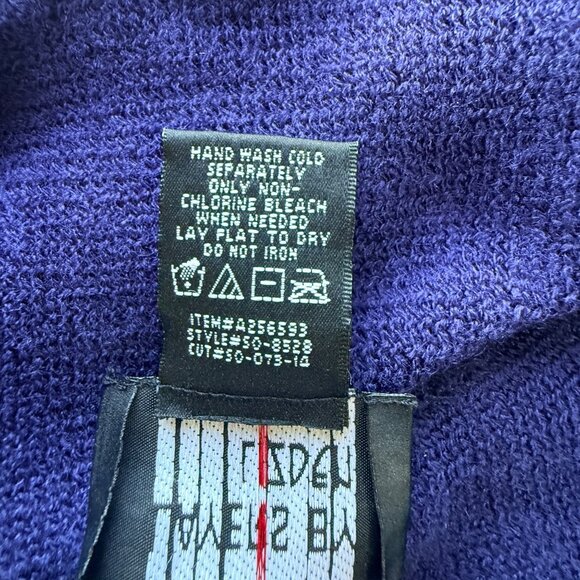 HAND WASH COLD
SEPARATELY
ONLY NON-
CHLORINE BLEACH
WHEN NEEDED
LAY FLAT TO DRY
DO NOT IRON
ITEM#A256593
STYLE#50-8528
CUT#50-073-14